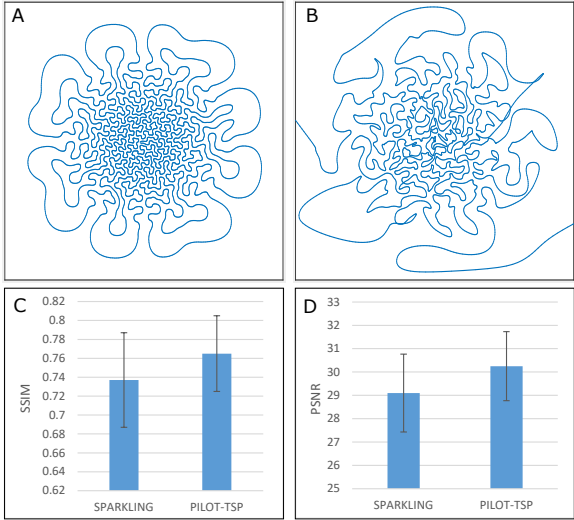 A
B
C
0.82
0.8
0.78
0.76
0.74
0.72
0.7
0.68
0.66
0.64
0.62
SSIM
SPARKLING PILOT-TSP
D
33
32
31
30
29
28
27
26
25
PSNR
SPARKLING PILOT-TSP